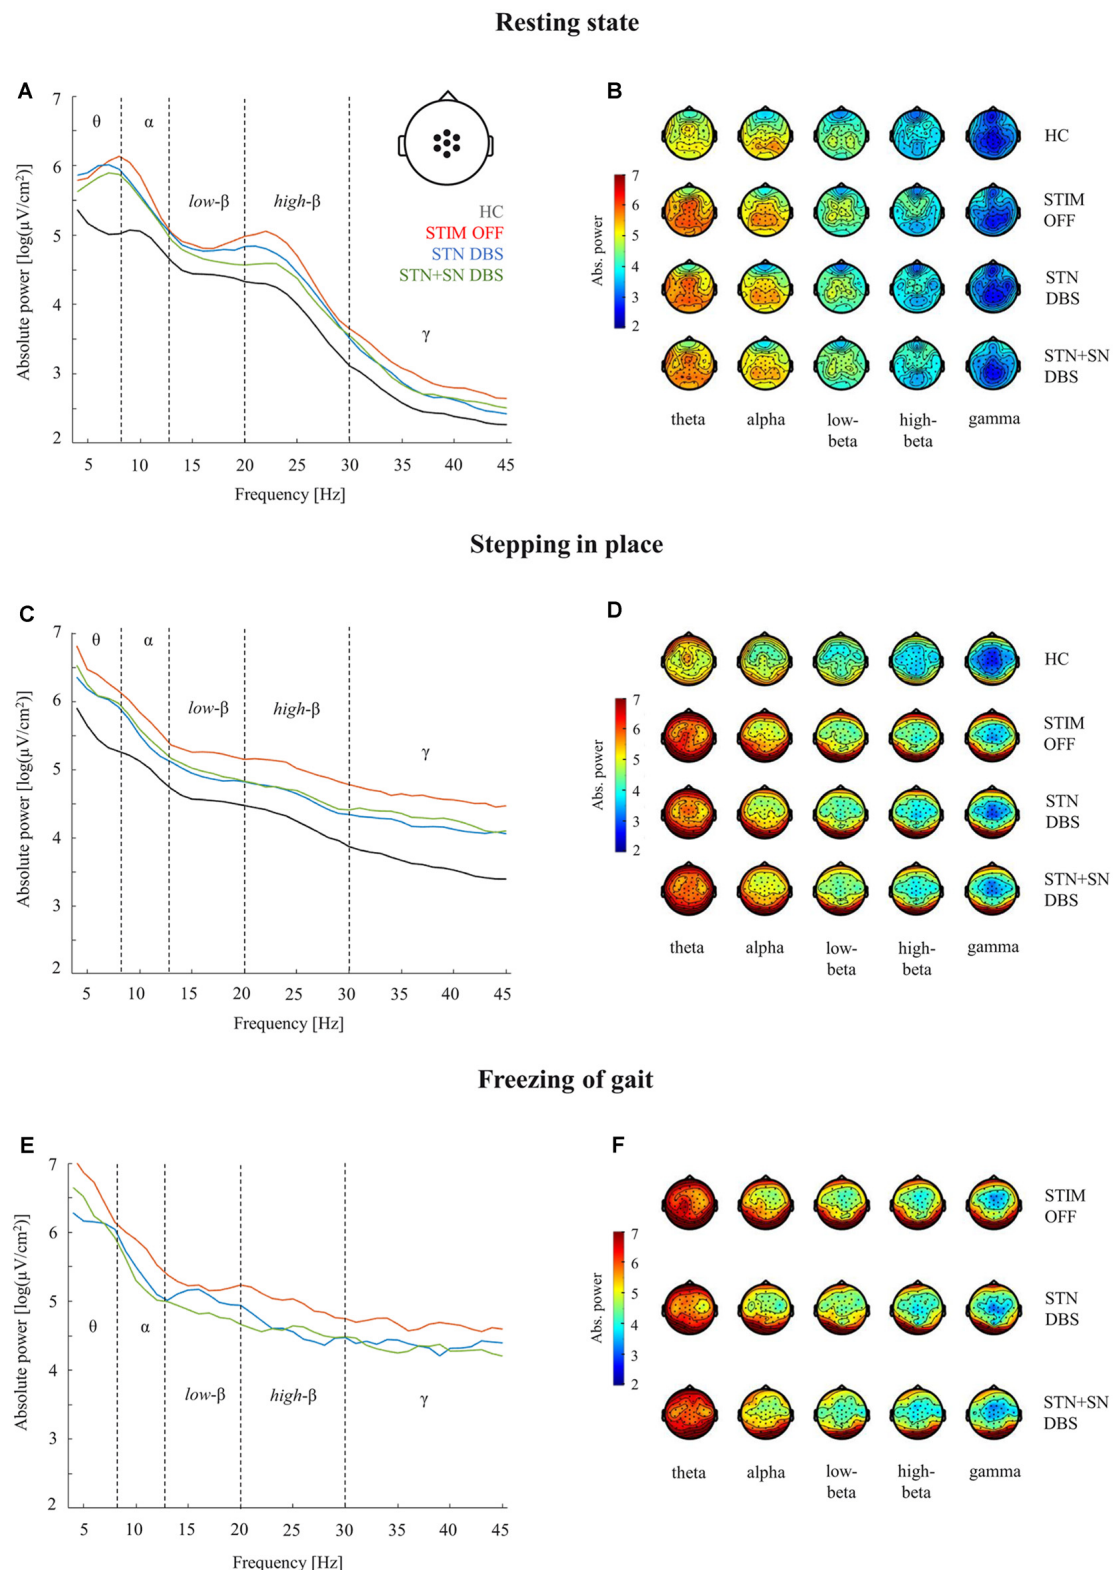 Resting state
A
7
6
5
4
3
2
θ
α
low-β
high-β
γ
HC
STIM OFF
STN DBS
STN+SN DBS
Absolute power [log(μV/cm²)]
5 10 15 20 25 30 35 40 45
Frequency [Hz]
B
7
6
5
4
3
2
Abs. power
HC
STIM
OFF
STN
DBS
STN+SN
DBS
theta alpha low- high- gamma
beta beta
Stepping in place
C
7
6
5
4
3
2
θ
α
low-β
high-β
γ
Absolute power [log(μV/cm²)]
5 10 15 20 25 30 35 40 45
Frequency [Hz]
D
7
6
5
4
3
2
Abs. power
HC
STIM
OFF
STN
DBS
STN+SN
DBS
theta alpha low- high- gamma
beta beta
Freezing of gait
E
7
6
5
4
3
2
θ
α
low-β
high-β
γ
Absolute power [log(μV/cm²)]
5 10 15 20 25 30 35 40 45
Frequency [Hz]
F
7
6
5
4
3
2
Abs. power
STIM
OFF
STN
DBS
STN+SN
DBS
theta alpha low- high- gamma
beta beta